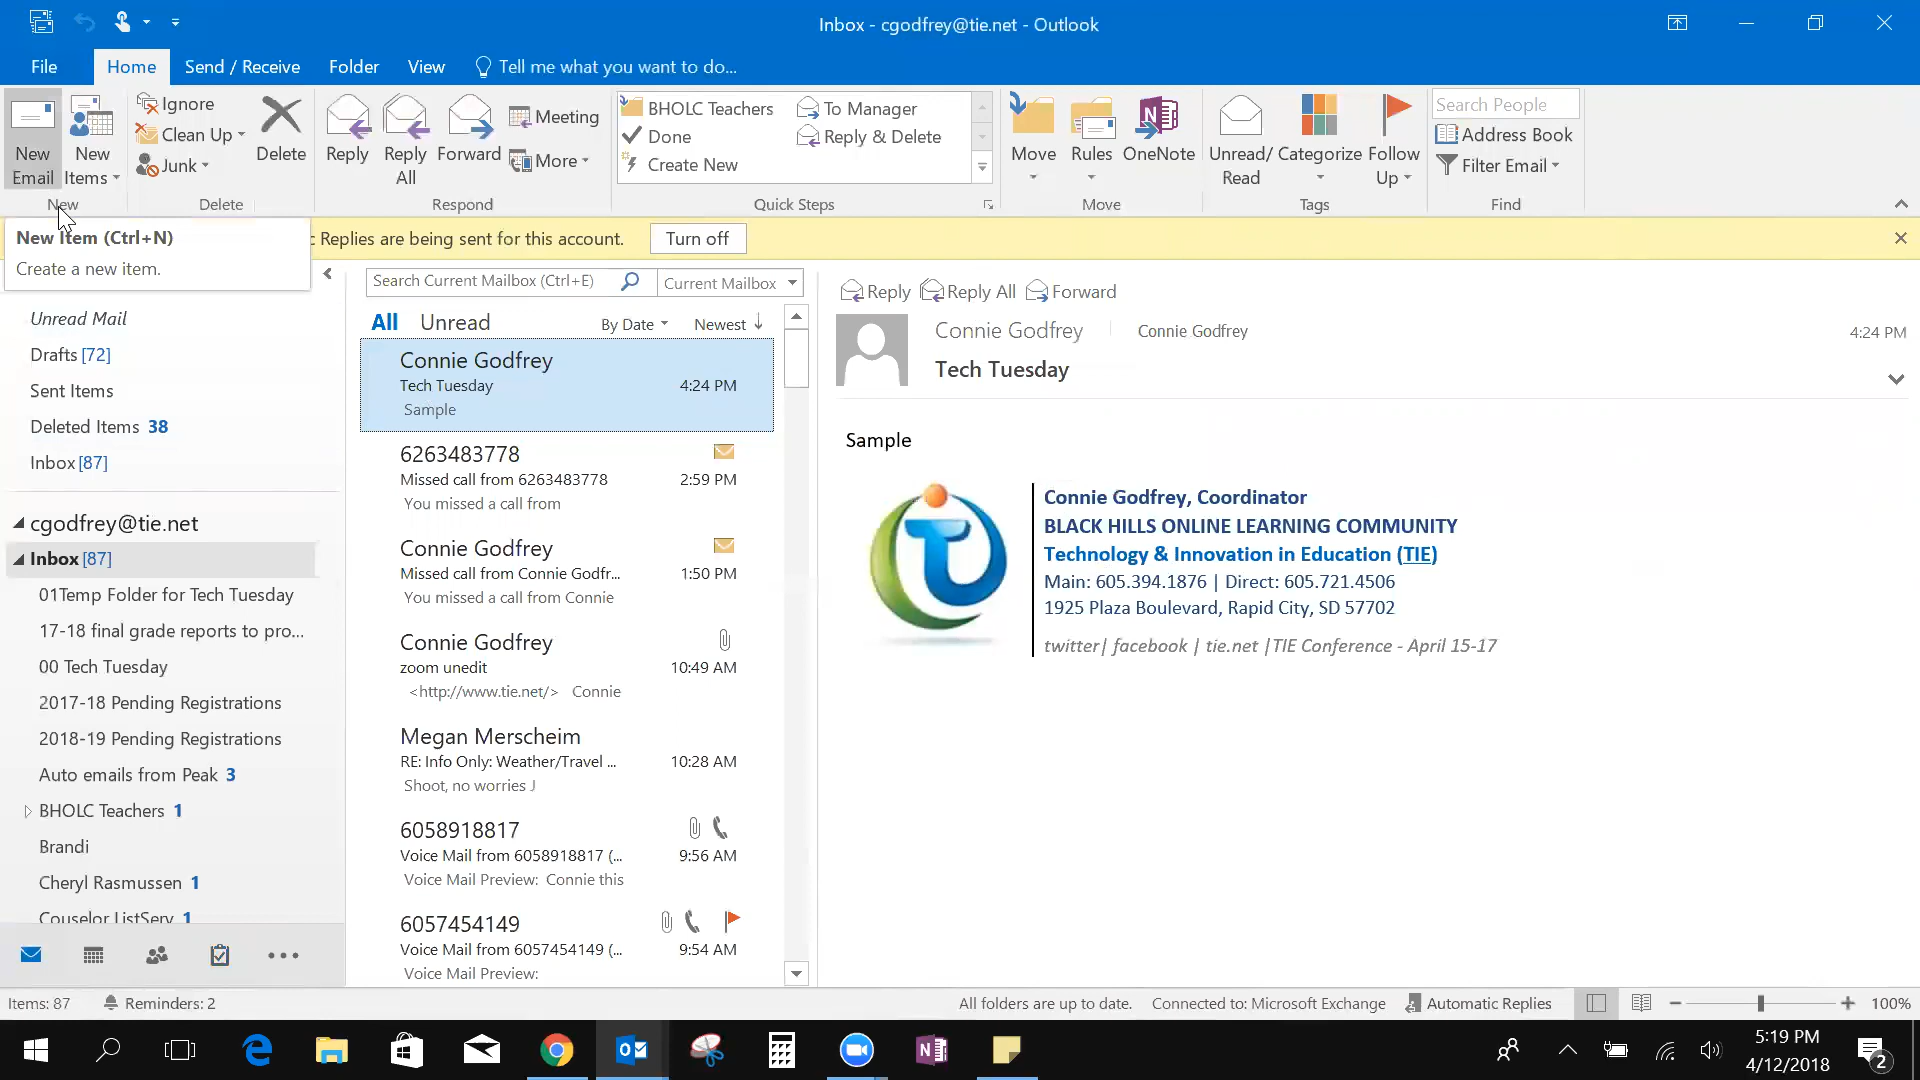 Inbox - cgodfrey@tie.net - Outlook
File Home Send / Receive Folder View Tell me what you want to do...
New Email
New Items
Ignore
Clean Up
Junk
Delete
Reply
Reply All
Forward
Meeting
More
BHOLC Teachers
Done
Create New
To Manager
Reply & Delete
Move
Rules
OneNote
Unread/ Read
Categorize
Follow Up
Search People
Address Book
Filter Email
New Delete Respond Quick Steps Move Tags Find
New Item (Ctrl+N)
Create a new item.
Replies are being sent for this account. Turn off
Unread Mail
Drafts [72]
Sent Items
Deleted Items 38
Inbox [87]
cgodfrey@tie.net
Inbox [87]
01Temp Folder for Tech Tuesday
17-18 final grade reports to pro...
00 Tech Tuesday
2017-18 Pending Registrations
2018-19 Pending Registrations
Auto emails from Peak 3
BHOLC Teachers 1
Brandi
Cheryl Rasmussen 1
Couselor ListServ 1
Search Current Mailbox (Ctrl+E) Current Mailbox
All Unread By Date Newest
Connie Godfrey
Tech Tuesday 4:24 PM
Sample
6263483778
Missed call from 6263483778 2:59 PM
You missed a call from
Connie Godfrey
Missed call from Connie Godfr... 1:50 PM
You missed a call from Connie
Connie Godfrey
zoom unedit 10:49 AM
<http://www.tie.net/> Connie
Megan Merscheim
RE: Info Only: Weather/Travel ... 10:28 AM
Shoot, no worries J
6058918817
Voice Mail from 6058918817 (... 9:56 AM
Voice Mail Preview: Connie this
6057454149
Voice Mail from 6057454149 (... 9:54 AM
Voice Mail Preview:
Reply Reply All Forward
Connie Godfrey Connie Godfrey 4:24 PM
Tech Tuesday
Sample
Connie Godfrey, Coordinator
BLACK HILLS ONLINE LEARNING COMMUNITY
Technology & Innovation in Education (TIE)
Main: 605.394.1876 | Direct: 605.721.4506
1925 Plaza Boulevard, Rapid City, SD 57702
twitter| facebook | tie.net |TIE Conference - April 15-17
Items: 87 Reminders: 2 All folders are up to date. Connected to: Microsoft Exchange Automatic Replies 100%
5:19 PM
4/12/2018
2